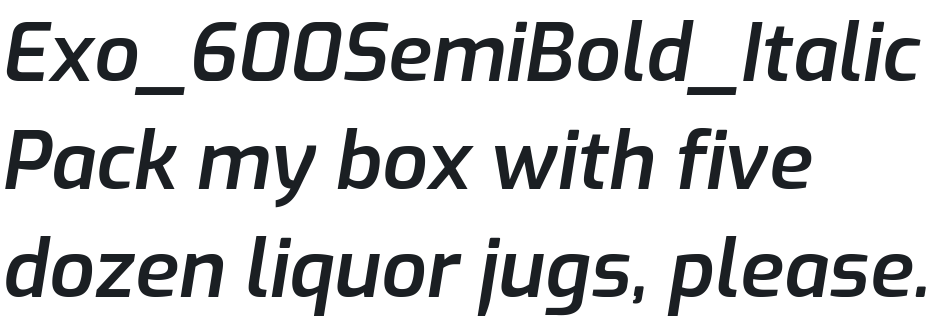 Exo_600SemiBold_Italic
Pack my box with five
dozen liquor jugs, please.